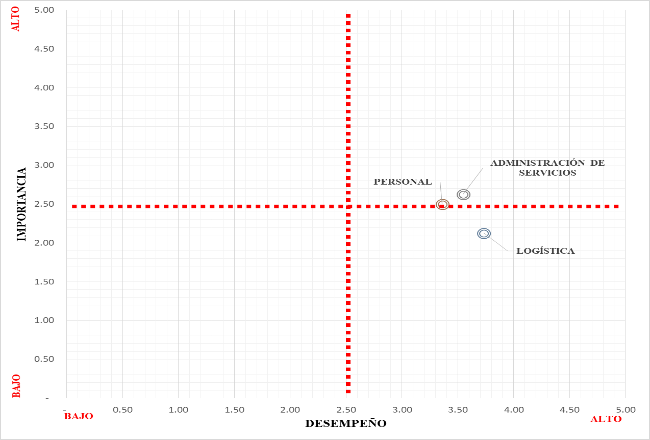 ALTO
5.00
4.50
4.00
3.50
3.00
2.50
2.00
1.50
1.00
0.50
-
BAJO
IMPORTANCIA
PERSONAL
ADMINISTRACIÓN DE
SERVICIOS
LOGÍSTICA
- 0.50 1.00 1.50 2.00 2.50 3.00 3.50 4.00 4.50 5.00
BAJO
DESEMPEÑO
ALTO